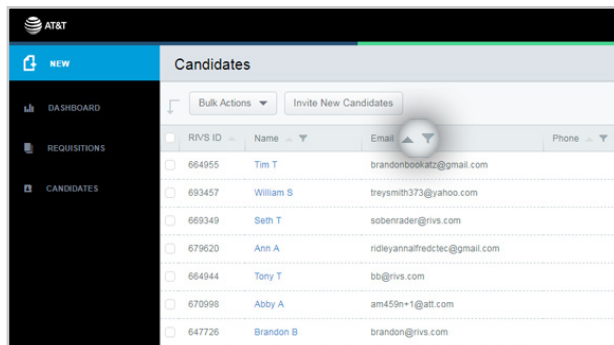 AT&T
NEW
Candidates
DASHBOARD
Bulk Actions Invite New Candidates
RIVS ID Name Email Phone
REQUISITIONS
664955 Tim T brandonbookatz@gmail.com
CANDIDATES
693457 William S treysmith373@yahoo.com
669349 Seth T sobenrader@rivs.com
679620 Ann A ridleyannalfredctec@gmail.com
664944 Tony T bb@rivs.com
670998 Abby A am459n+1@att.com
647726 Brandon B brandon@rivs.com